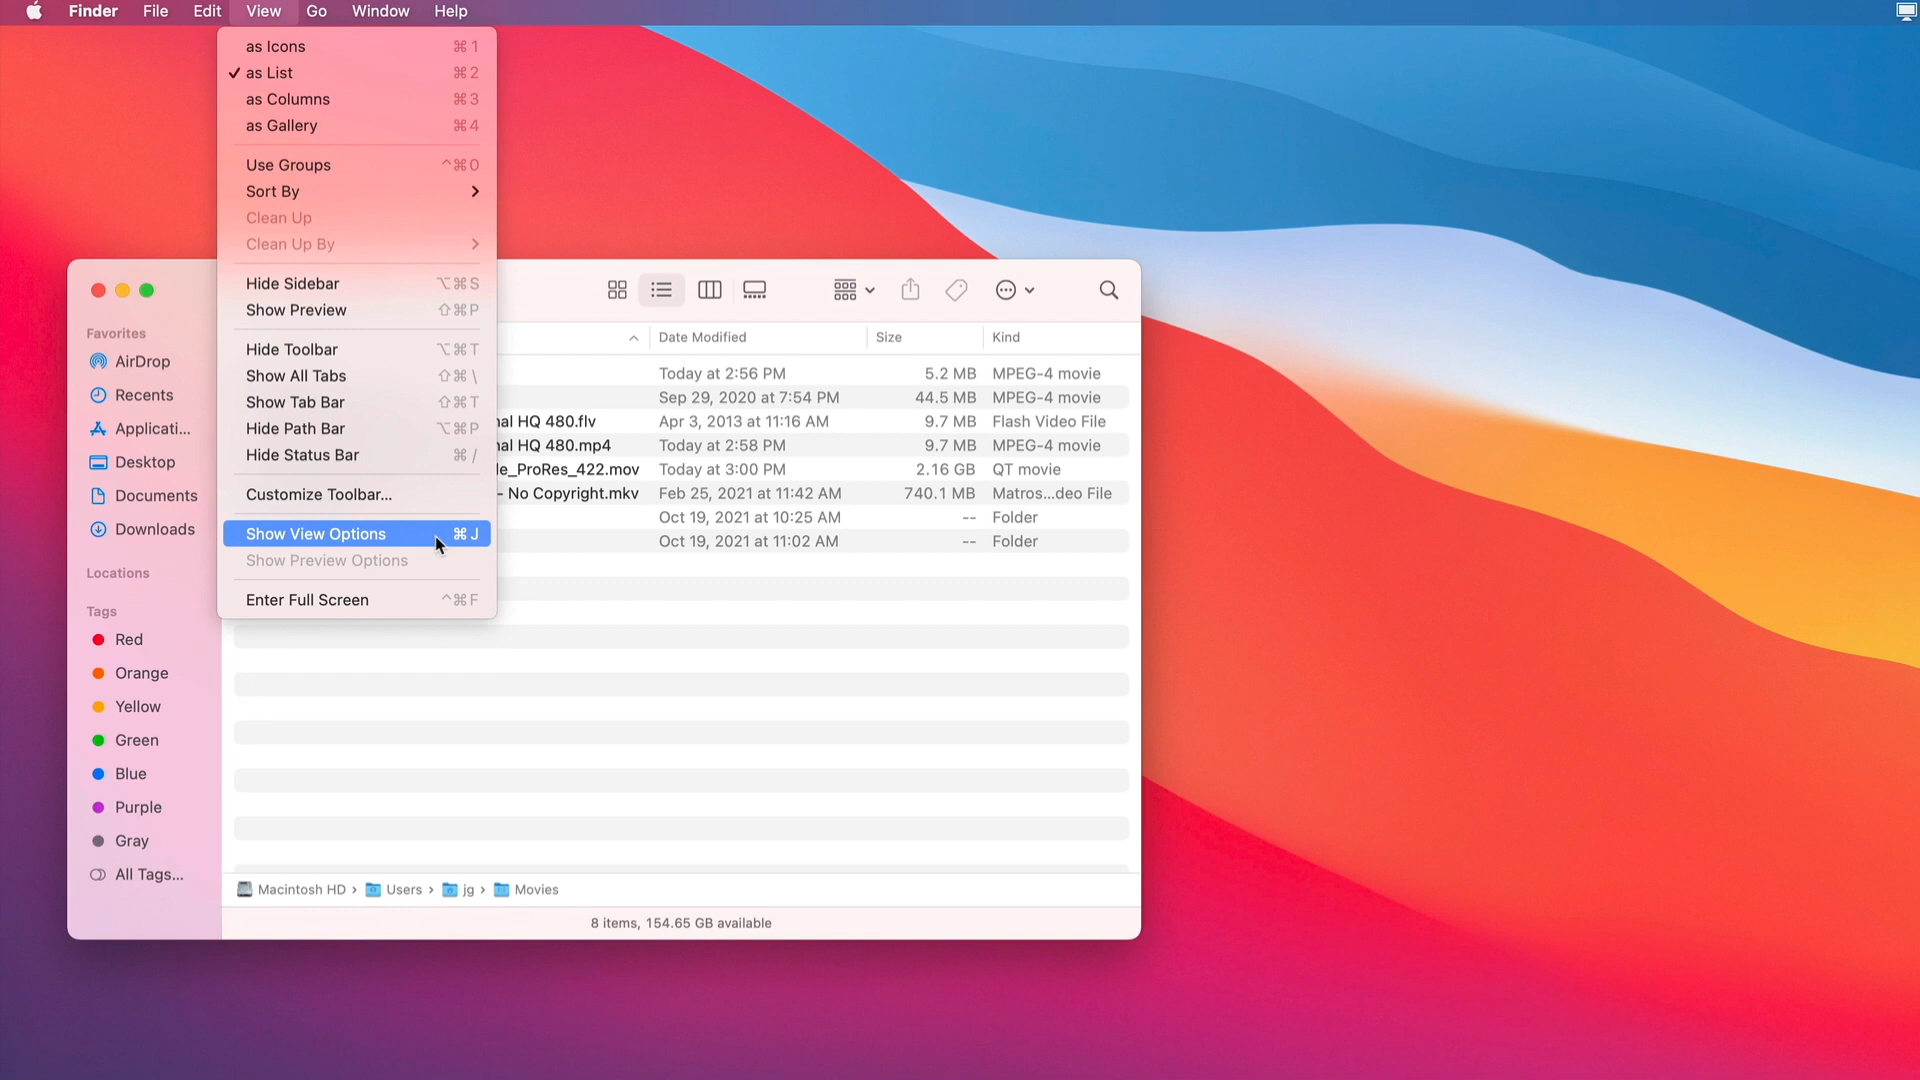 Finder File Edit View Go Window Help
as Icons ⌘1
✓ as List ⌘2
as Columns ⌘3
as Gallery ⌘4
Use Groups ^⌘0
Sort By >
Clean Up
Clean Up By >
Hide Sidebar ⌥⌘S
Show Preview ⇧⌘P
Hide Toolbar ⌥⌘T
Show All Tabs ⇧⌘\
Show Tab Bar ⇧⌘T
Hide Path Bar ⌥⌘P
Hide Status Bar ⌘/
Customize Toolbar...
Show View Options ⌘J
Show Preview Options
Enter Full Screen ^⌘F
Favorites
AirDrop
Recents
Applicati...
Desktop
Documents
Downloads
Locations
Tags
Red
Orange
Yellow
Green
Blue
Purple
Gray
All Tags...
Date Modified Size Kind
Today at 2:56 PM 5.2 MB MPEG-4 movie
Sep 29, 2020 at 7:54 PM 44.5 MB MPEG-4 movie
nal HQ 480.flv Apr 3, 2013 at 11:16 AM 9.7 MB Flash Video File
nal HQ 480.mp4 Today at 2:58 PM 9.7 MB MPEG-4 movie
le_ProRes_422.mov Today at 3:00 PM 2.16 GB QT movie
- No Copyright.mkv Feb 25, 2021 at 11:42 AM 740.1 MB Matros...deo File
Oct 19, 2021 at 10:25 AM -- Folder
Oct 19, 2021 at 11:02 AM -- Folder
Macintosh HD › Users › jg › Movies
8 items, 154.65 GB available